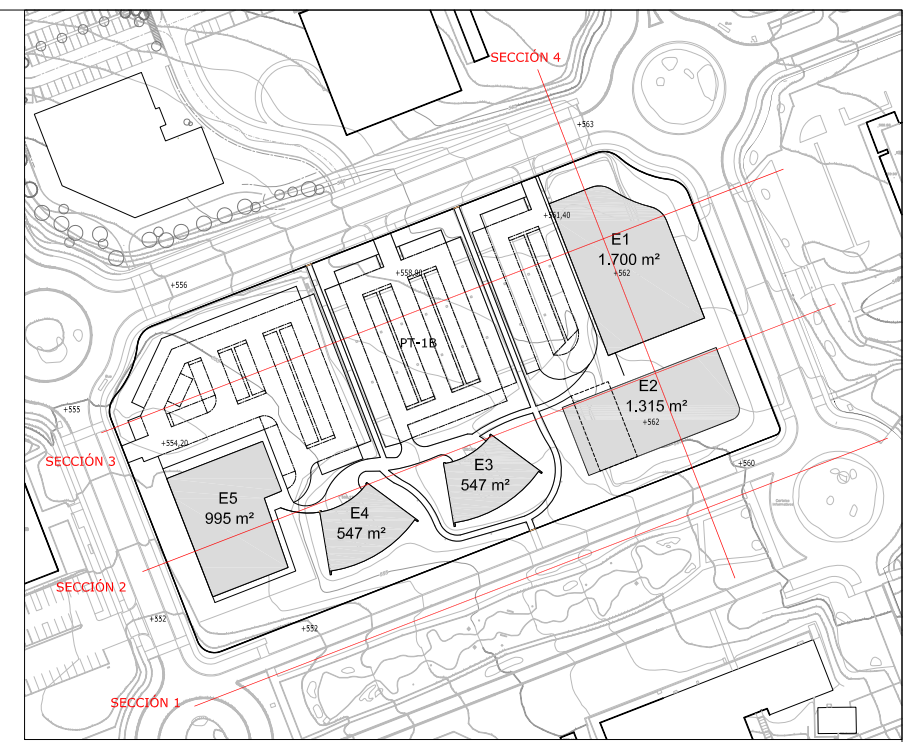 SECCIÓN 4
+563
+561,40
E1
1.700 m²
+562
+558,90
+556
PT-1B
E2
1.315 m²
+562
+555
+554,20
SECCIÓN 3
E3
547 m²
+560
E5
995 m²
E4
547 m²
SECCIÓN 2
+552
+552
SECCIÓN 1